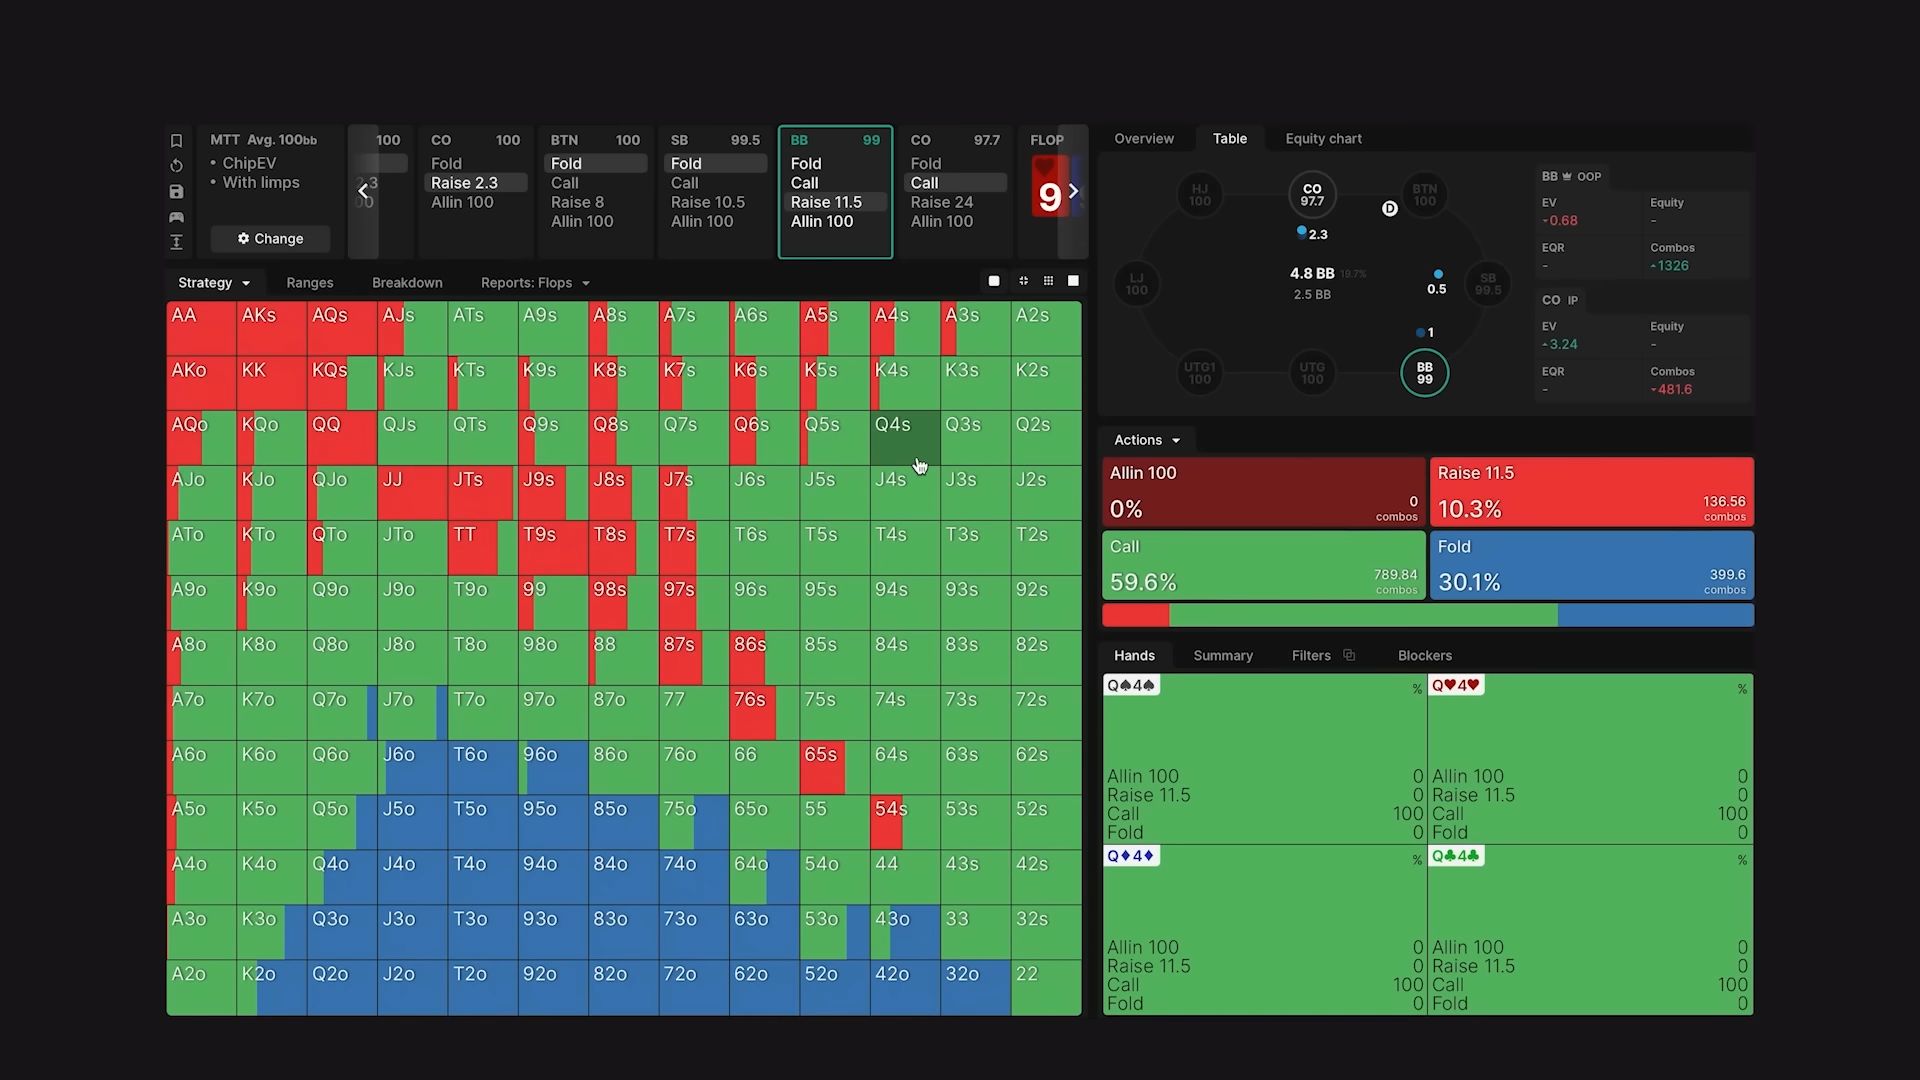 MTT Avg. 100bb
• ChipEV
• With limps
Change
100
2.3
00
CO 100
Fold
Raise 2.3
Allin 100
BTN 100
Fold
Call
Raise 8
Allin 100
SB 99.5
Fold
Call
Raise 10.5
Allin 100
BB 99
Fold
Call
Raise 11.5
Allin 100
CO 97.7
Fold
Call
Raise 24
Allin 100
FLOP
9
Strategy Ranges Breakdown Reports: Flops
AA AKs AQs AJs ATs A9s A8s A7s A6s A5s A4s A3s A2s
AKo KK KQs KJs KTs K9s K8s K7s K6s K5s K4s K3s K2s
AQo KQo QQ QJs QTs Q9s Q8s Q7s Q6s Q5s Q4s Q3s Q2s
AJo KJo QJo JJ JTs J9s J8s J7s J6s J5s J4s J3s J2s
ATo KTo QTo JTo TT T9s T8s T7s T6s T5s T4s T3s T2s
A9o K9o Q9o J9o T9o 99 98s 97s 96s 95s 94s 93s 92s
A8o K8o Q8o J8o T8o 98o 88 87s 86s 85s 84s 83s 82s
A7o K7o Q7o J7o T7o 97o 87o 77 76s 75s 74s 73s 72s
A6o K6o Q6o J6o T6o 96o 86o 76o 66 65s 64s 63s 62s
A5o K5o Q5o J5o T5o 95o 85o 75o 65o 55 54s 53s 52s
A4o K4o Q4o J4o T4o 94o 84o 74o 64o 54o 44 43s 42s
A3o K3o Q3o J3o T3o 93o 83o 73o 63o 53o 43o 33 32s
A2o K2o Q2o J2o T2o 92o 82o 72o 62o 52o 42o 32o 22
Overview Table Equity chart
HJ
100
CO
97.7
BTN
100
D
2.3
LJ
100
4.8 BB 19.7%
2.5 BB
0.5
SB
99.5
1
UTG1
100
UTG
100
BB
99
BB OOP
EV Equity
-0.68 -
EQR Combos
- 1326
CO IP
EV Equity
3.24 -
EQR Combos
- 481.6
Actions
Allin 100
0% 0
combos
Raise 11.5
10.3% 136.56
combos
Call
59.6% 789.84
combos
Fold
30.1% 399.6
combos
Hands Summary Filters Blockers
Q♠4♠ %
Allin 100 0
Raise 11.5 0
Call 100
Fold 0
Q♥4♥ %
Allin 100 0
Raise 11.5 0
Call 100
Fold 0
Q♦4♦ %
Allin 100 0
Raise 11.5 0
Call 100
Fold 0
Q♣4♣ %
Allin 100 0
Raise 11.5 0
Call 100
Fold 0